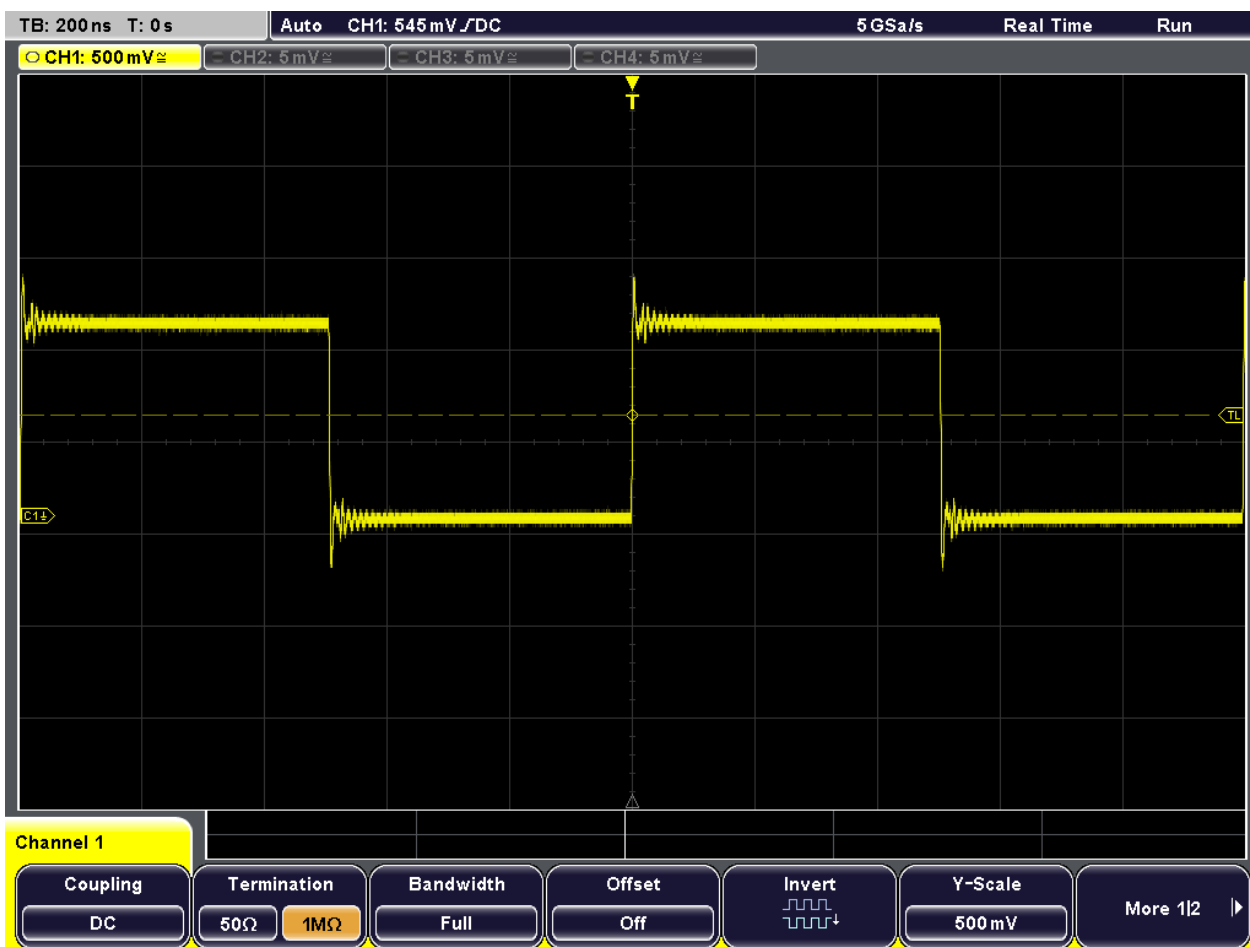 TB: 200 ns T: 0 s Auto CH1: 545 mV DC 5 GSa/s Real Time Run
CH1: 500 mV≅ CH2: 5 mV≅ CH3: 5 mV≅ CH4: 5 mV≅
T
TL
C1
Channel 1
Coupling Termination Bandwidth Offset Invert Y-Scale More 1|2
DC 50Ω 1MΩ Full Off 500 mV